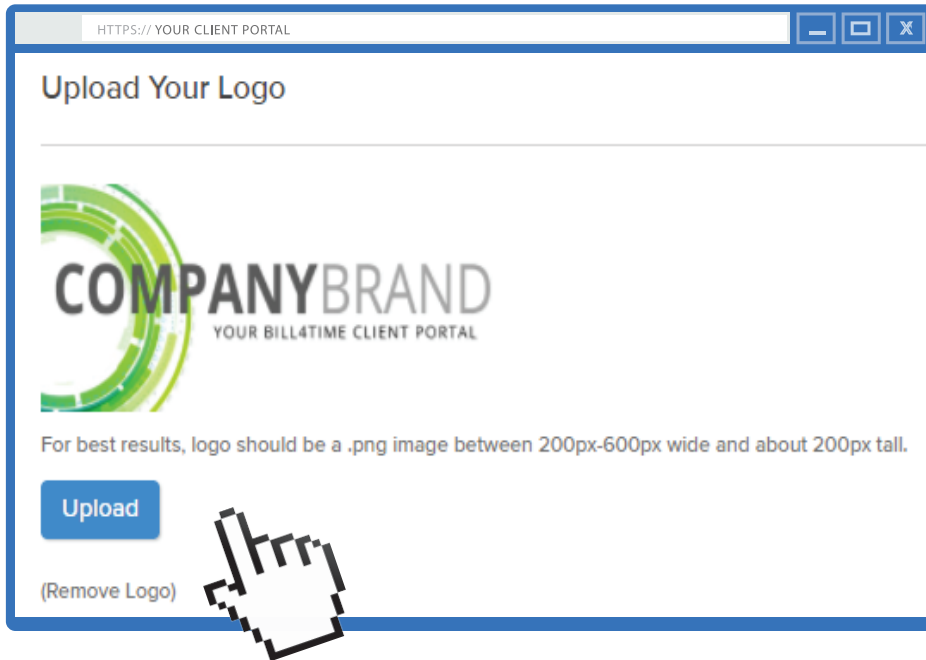 HTTPS:// YOUR CLIENT PORTAL
X
Upload Your Logo
COMPANYBRAND
YOUR BILL4TIME CLIENT PORTAL
For best results, logo should be a .png image between 200px-600px wide and about 200px tall.
Upload
(Remove Logo)